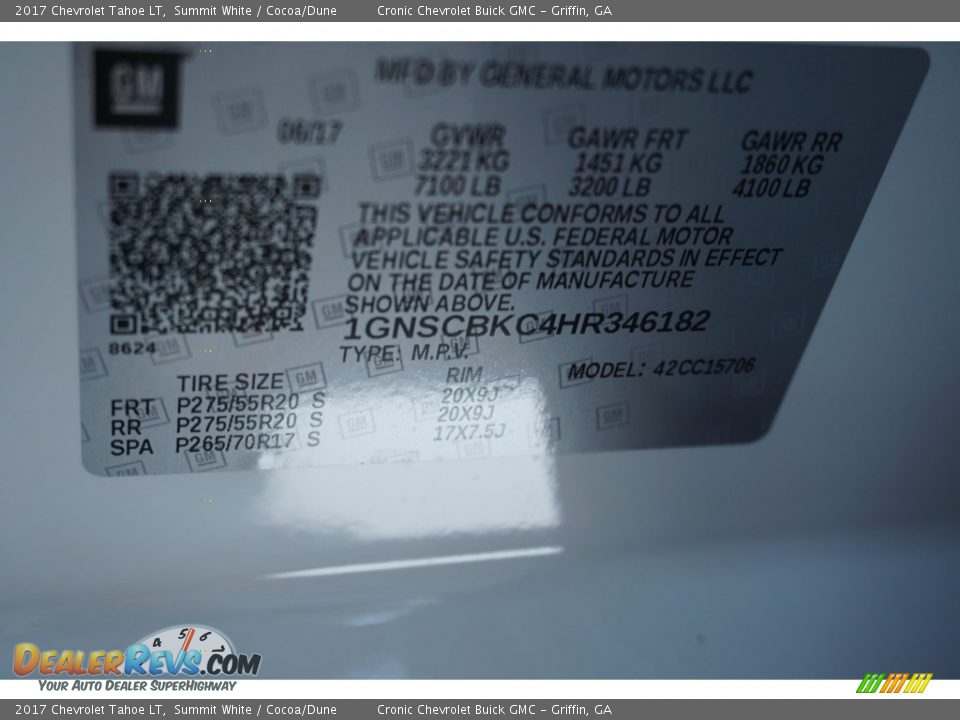 2017 Chevrolet Tahoe LT, Summit White / Cocoa/Dune Cronic Chevrolet Buick GMC - Griffin, GA
GM MFD BY GENERAL MOTORS LLC
06/17 GVWR GAWR FRT GAWR RR
3221 KG 1451 KG 1860 KG
7100 LB 3200 LB 4100 LB
THIS VEHICLE CONFORMS TO ALL
APPLICABLE U.S. FEDERAL MOTOR
VEHICLE SAFETY STANDARDS IN EFFECT
ON THE DATE OF MANUFACTURE
SHOWN ABOVE.
1GNSCBKC4HR346182
8624 TYPE: M.P.V. MODEL: 42CC15706
TIRE SIZE RIM
FRT P275/55R20 S 20X9J
RR P275/55R20 S 20X9J
SPA P265/70R17 S 17X7.5J
4 5 6
DealerRevs.com
Your Auto Dealer SuperHighway
2017 Chevrolet Tahoe LT, Summit White / Cocoa/Dune Cronic Chevrolet Buick GMC - Griffin, GA